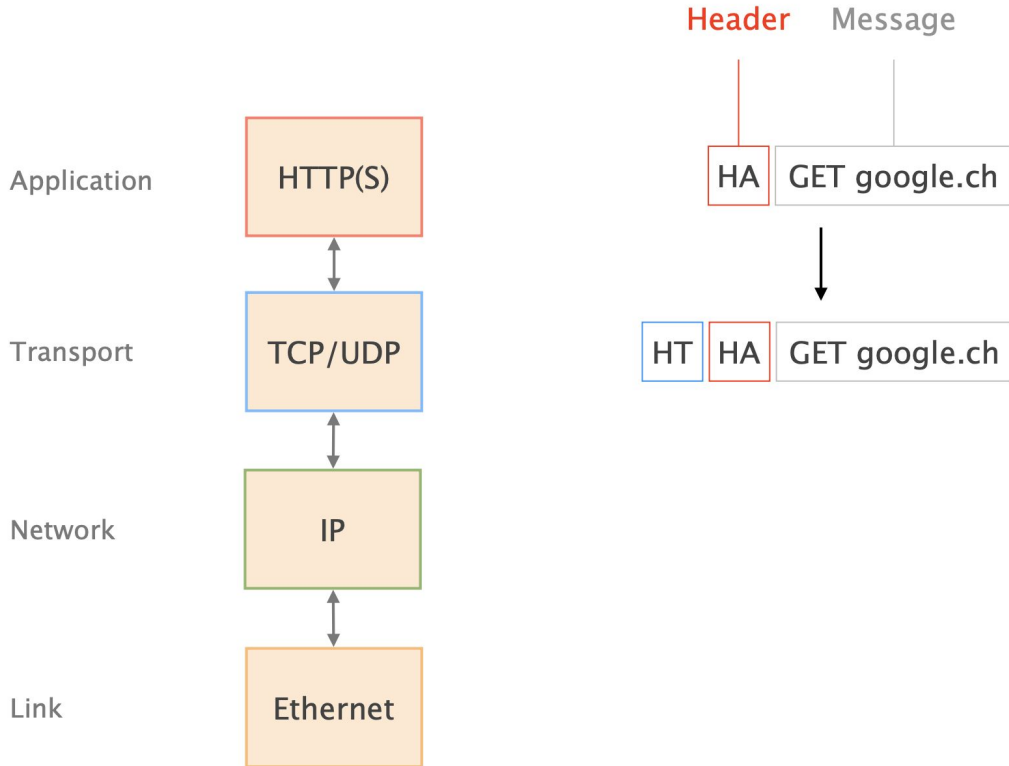 Header Message
Application HTTP(S) HA GET google.ch
Transport TCP/UDP HT HA GET google.ch
Network IP
Link Ethernet